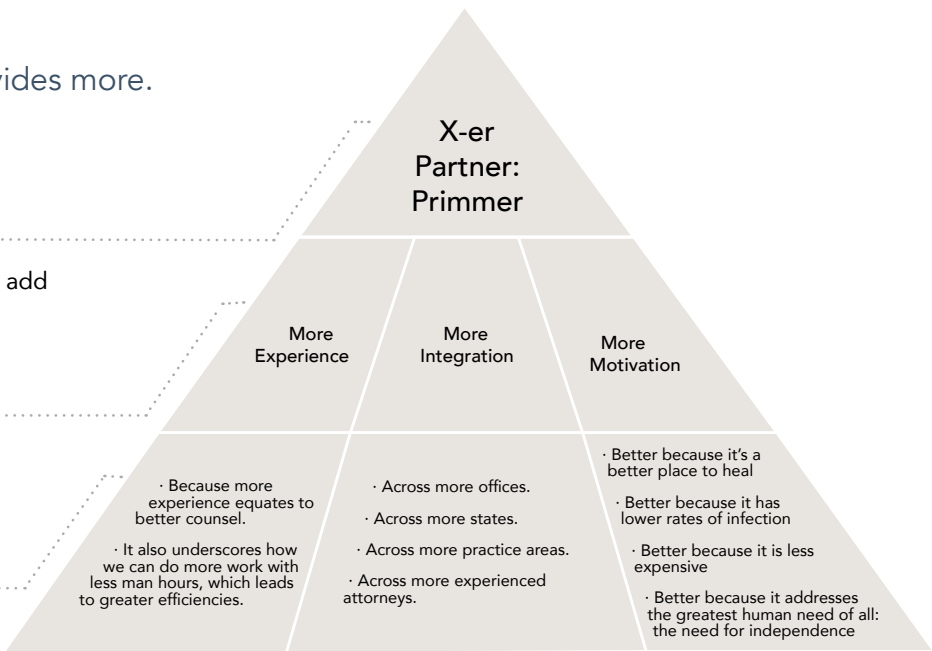 ides more.
add
X-er
Partner:
Primmer
More
Experience
More
Integration
More
Motivation
· Because more
experience equates to
better counsel.
· It also underscores how
we can do more work with
less man hours, which leads
to greater efficiencies.
· Across more offices.
· Across more states.
· Across more practice areas.
· Across more experienced
attorneys.
· Better because it's a
better place to heal
· Better because it has
lower rates of infection
· Better because it is less
expensive
· Better because it addresses
the greatest human need of all:
the need for independence